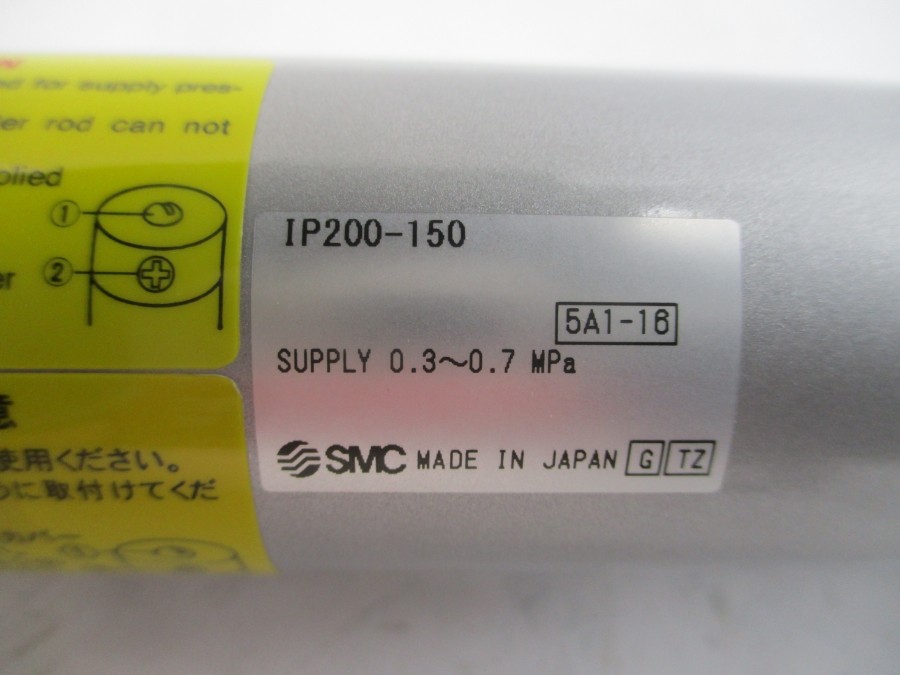 ed for supply pres-
er rod can not
plied
①
②
er
IP200-150
5A1-16
SUPPLY 0.3～0.7 MPa
SMC MADE IN JAPAN G TZ
意
使用ください。
に取付けてくだ